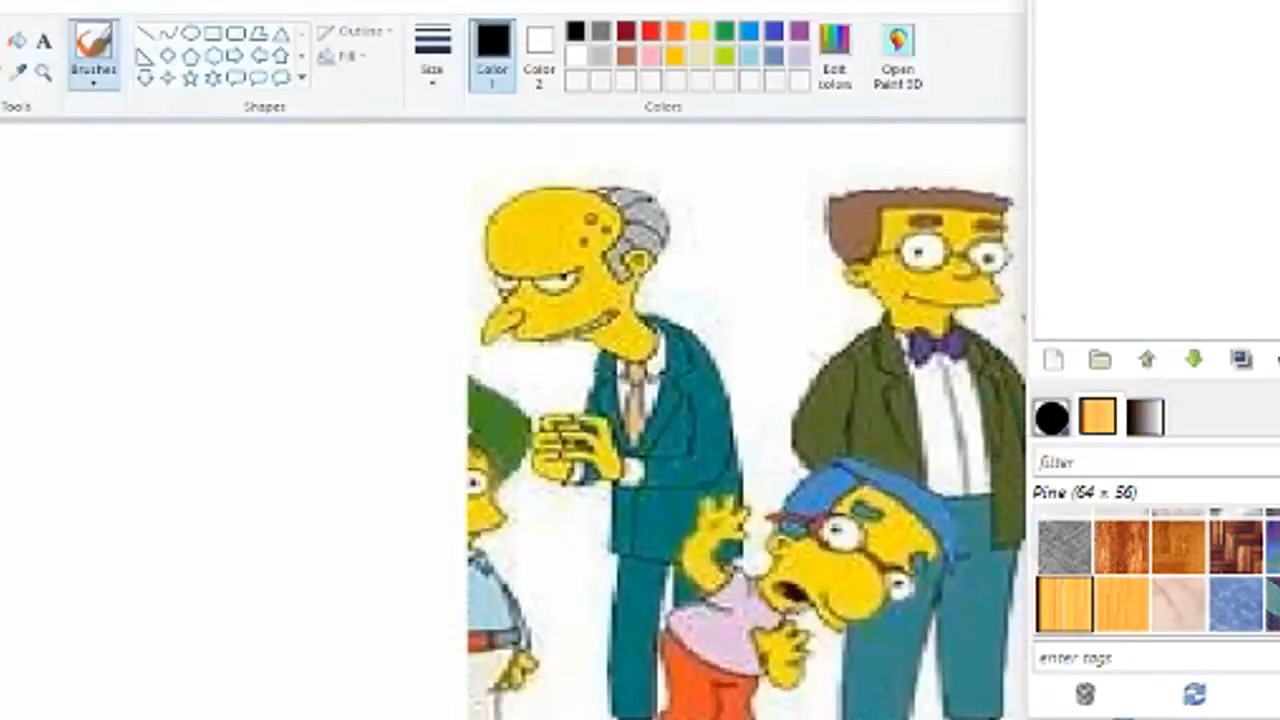 A
Outline
Fill
Brushes
Size
Color
1
Color
2
Edit
colors
Open
Paint 3D
Tools
Shapes
Colors
filter
Pine (64 × 56)
enter tags